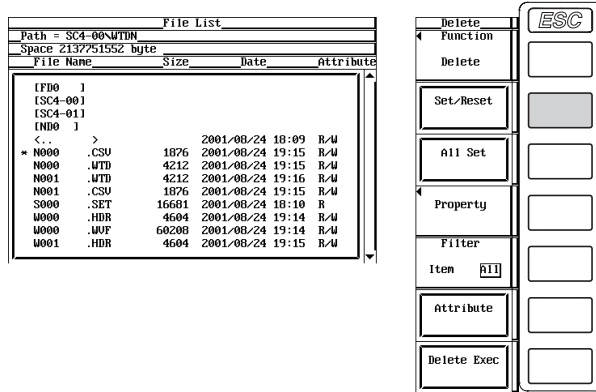 File List
Path = SC4-00\WTDN
Space 2137751552 byte
File Name Size Date Attribute
[FD0 ]
[SC4-00]
[SC4-01]
[ND0 ]
<.. > 2001/08/24 18:09 R/W
* N000 .CSV 1876 2001/08/24 19:15 R/W
N000 .WTD 4212 2001/08/24 19:15 R/W
N001 .WTD 4212 2001/08/24 19:16 R/W
N001 .CSV 1876 2001/08/24 19:15 R/W
S000 .SET 16681 2001/08/24 18:10 R
W000 .HDR 4604 2001/08/24 19:14 R/W
W000 .WVF 60208 2001/08/24 19:14 R/W
W001 .HDR 4604 2001/08/24 19:15 R/W
Delete
Function
Delete
Set/Reset
All Set
Property
Filter
Item All
Attribute
Delete Exec
ESC